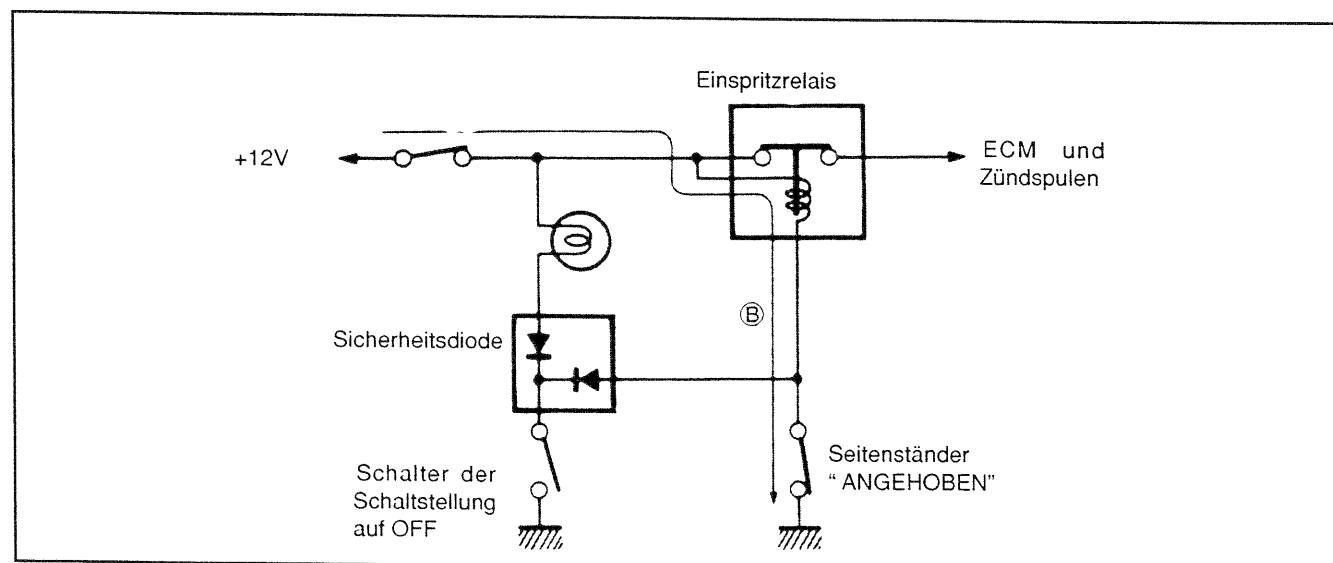 Einspritzrelais
+12V
ECM und
Zündspulen
Ⓑ
Sicherheitsdiode
Schalter der
Schaltstellung
auf OFF
Seitenständer
“ ANGEHOBEN”